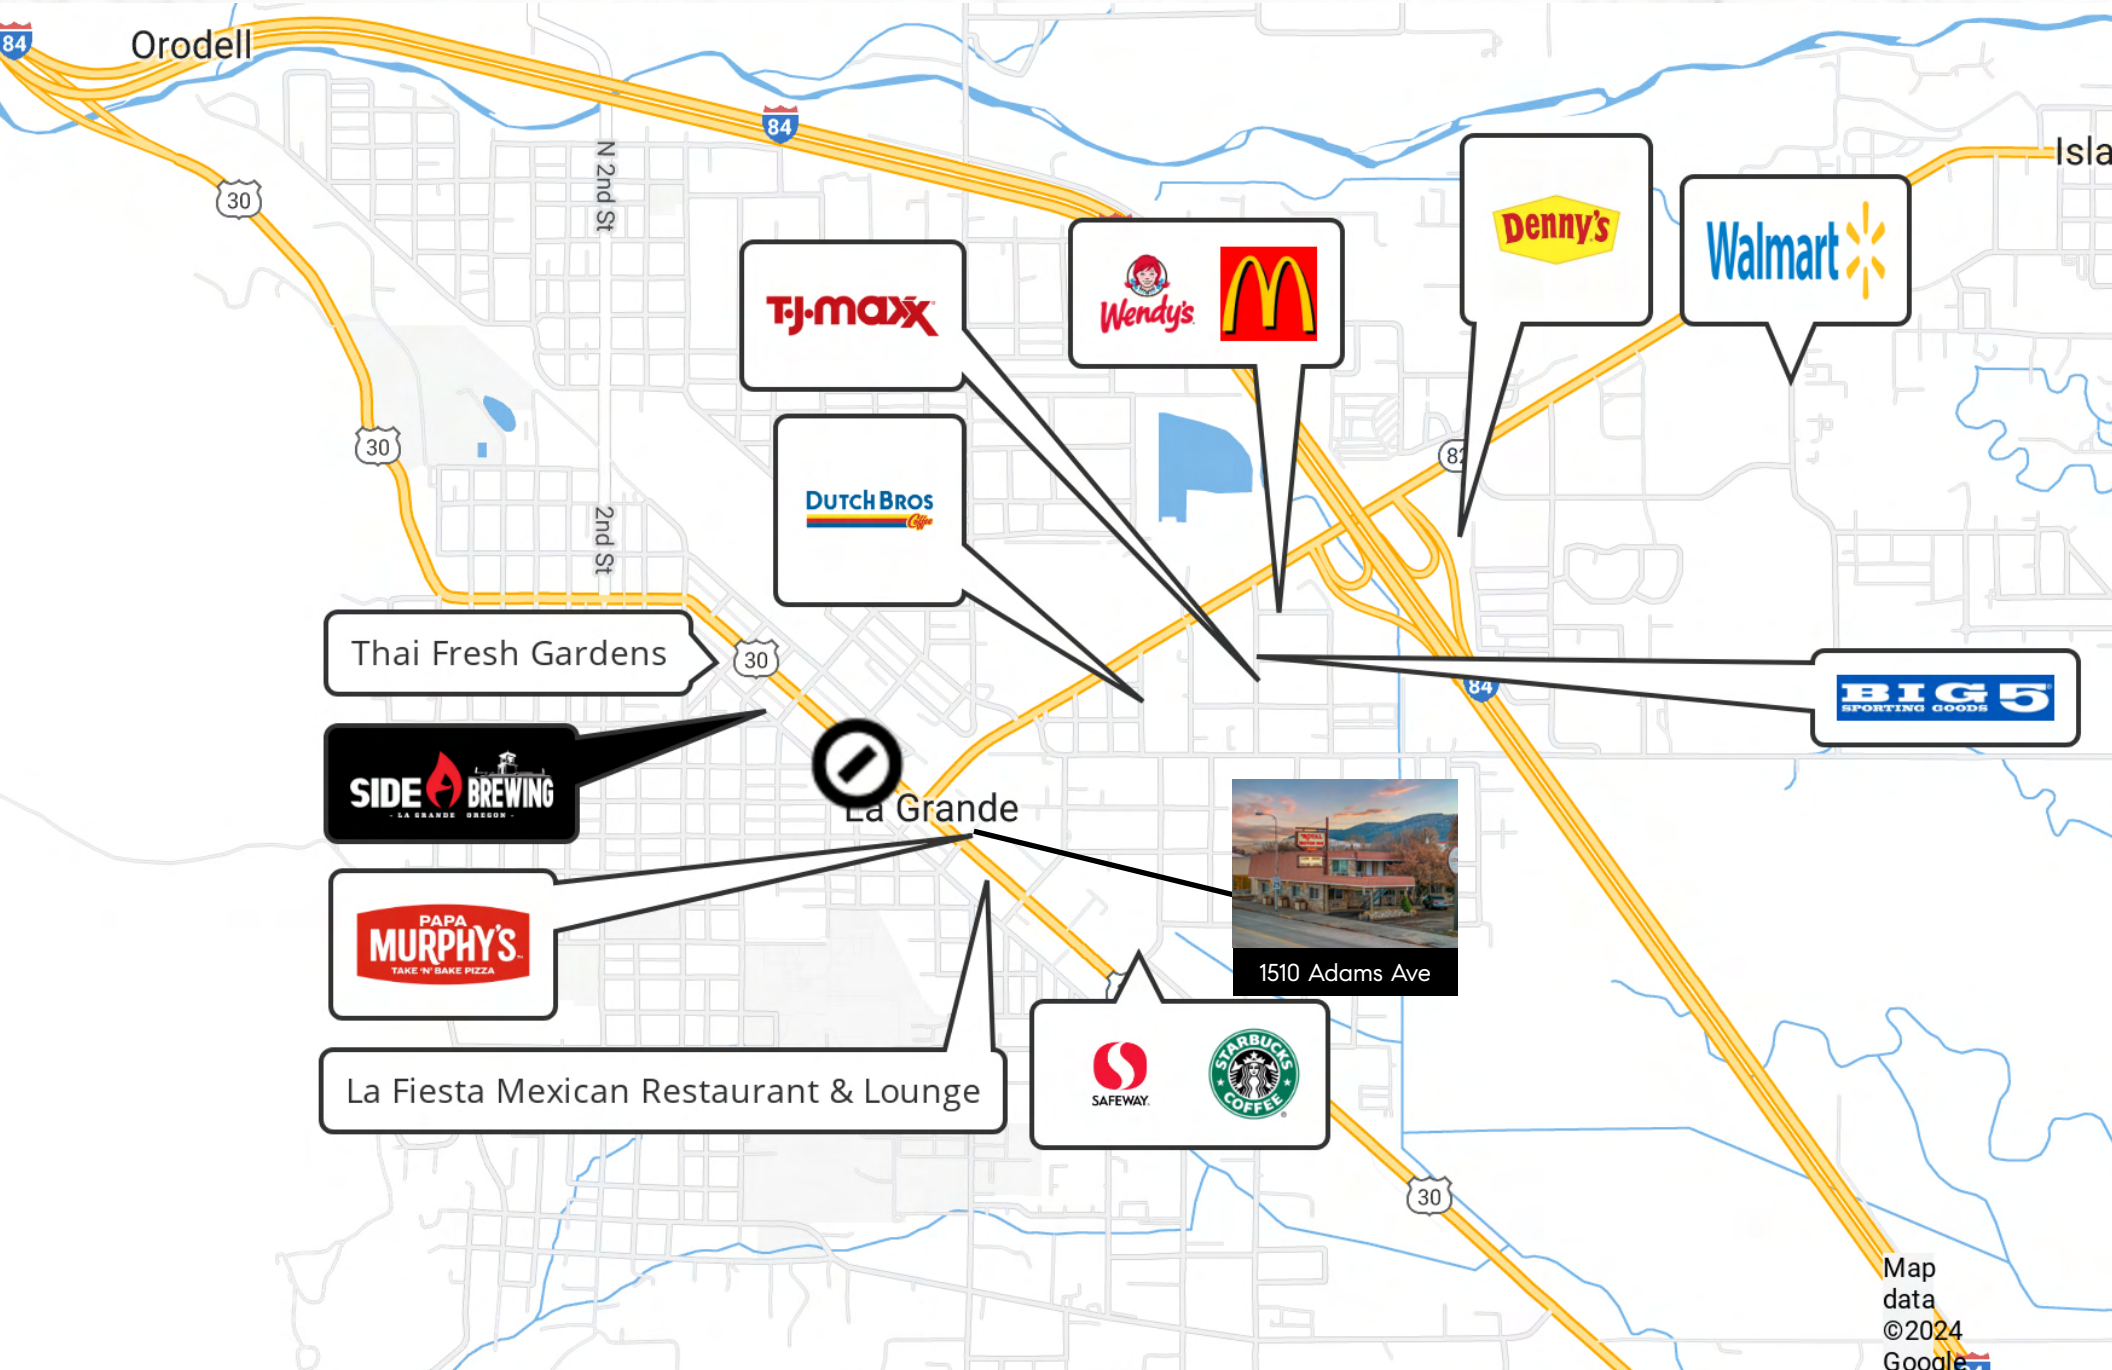 84
Orodell
84
N 2nd St
Isla
30
Denny's
Walmart
T·J·maxx
Wendy's
30
82
DUTCH BROS
Coffee
2nd St
Thai Fresh Gardens
30
84
BIG 5
SPORTING GOODS
SIDE A BREWING
- LA GRANDE OREGON -
La Grande
ROYAL
PAPA
MURPHY'S
TAKE 'N' BAKE PIZZA
1510 Adams Ave
La Fiesta Mexican Restaurant & Lounge
SAFEWAY
STARBUCKS
COFFEE
30
Map
data
©2024
Google